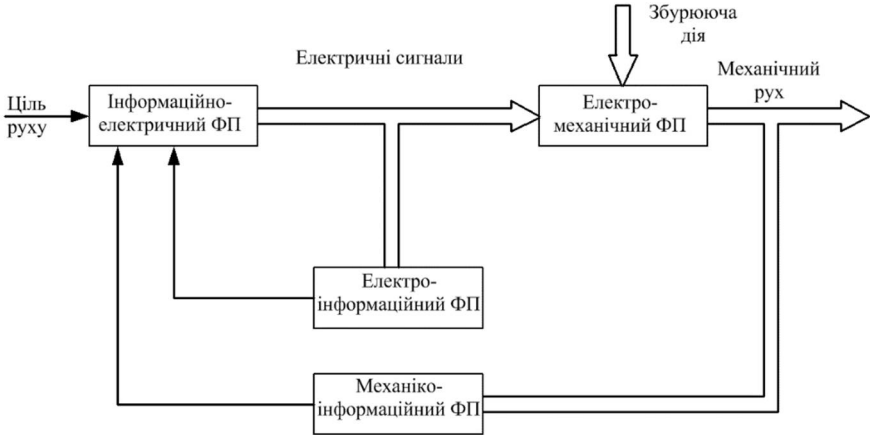 Збурююча
дія
Електричні сигнали
Механічний
рух
Ціль
руху
Інформаційно-
електричний ФП
Електро-
механічний ФП
Електро-
інформаційний ФП
Механіко-
інформаційний ФП